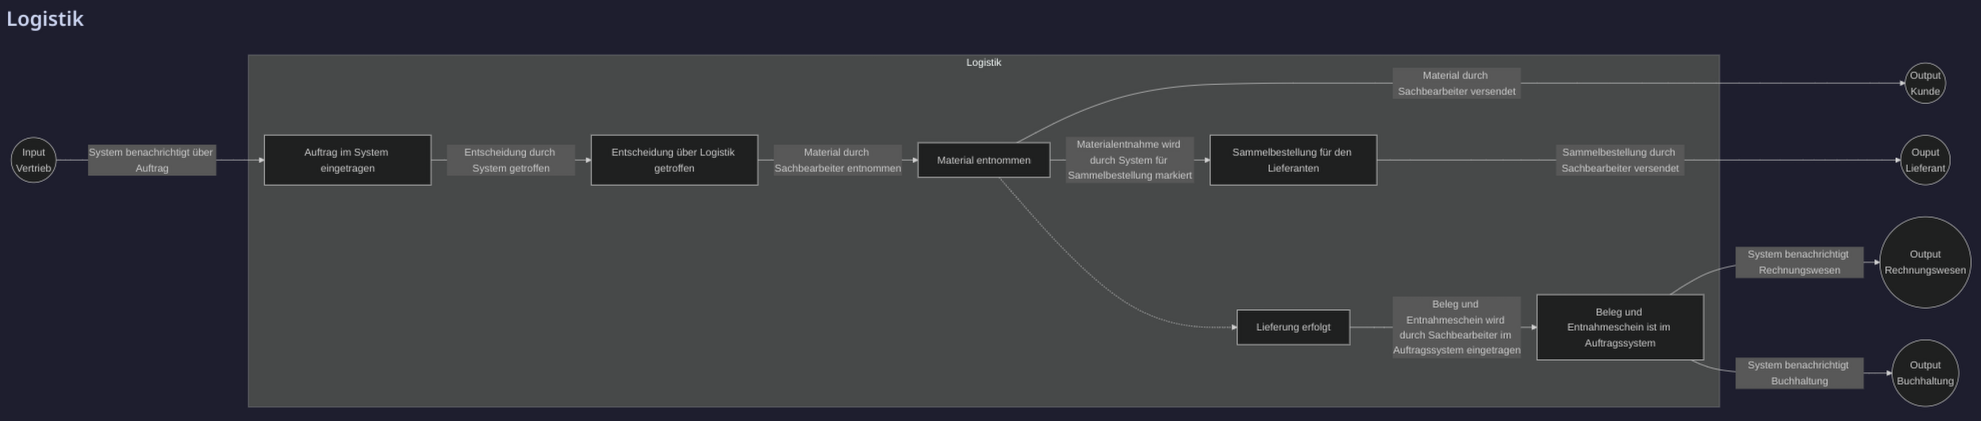 Logistik
Logistik
Input
Vertrieb
System benachrichtigt über
Auftrag
Auftrag im System
eingetragen
Entscheidung durch
System getroffen
Entscheidung über Logistik
getroffen
Material durch
Sachbearbeiter entnommen
Material entnommen
Material durch
Sachbearbeiter versendet
Output
Kunde
Materialentnahme wird
durch System für
Sammelbestellung markiert
Sammelbestellung für den
Lieferanten
Sammelbestellung durch
Sachbearbeiter versendet
Ouput
Lieferant
Lieferung erfolgt
Beleg und
Entnahmeschein wird
durch Sachbearbeiter im
Auftragssystem eingetragen
Beleg und
Entnahmeschein ist im
Auftragssystem
System benachrichtigt
Rechnungswesen
Output
Rechnungswesen
System benachrichtigt
Buchhaltung
Output
Buchhaltung